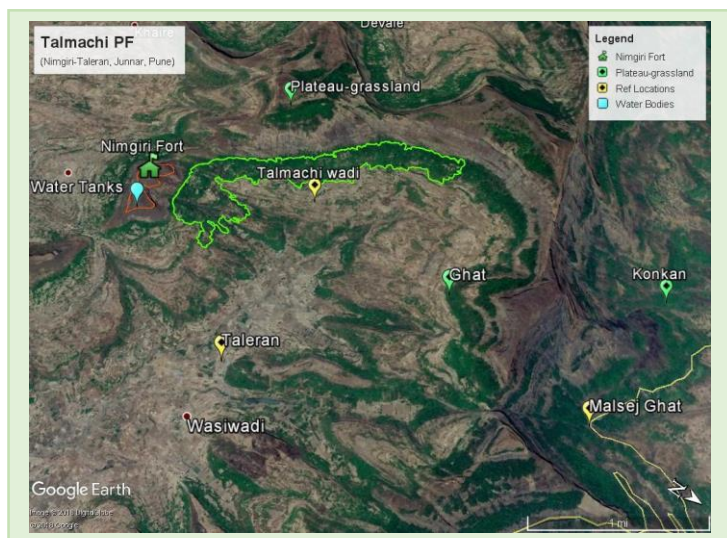 Devale
Talmachi PF
(Nimgiri-Taleran, Junnar, Pune)
Legend
Nimgiri Fort
Plateau-grassland
Ref Locations
Water Bodies
Plateau-grassland
Nimgiri Fort
Talmachi wadi
Water Tanks
Ghat
Konkan
Taleran
Malsej Ghat
Wasiwadi
Google Earth
N
1 mi